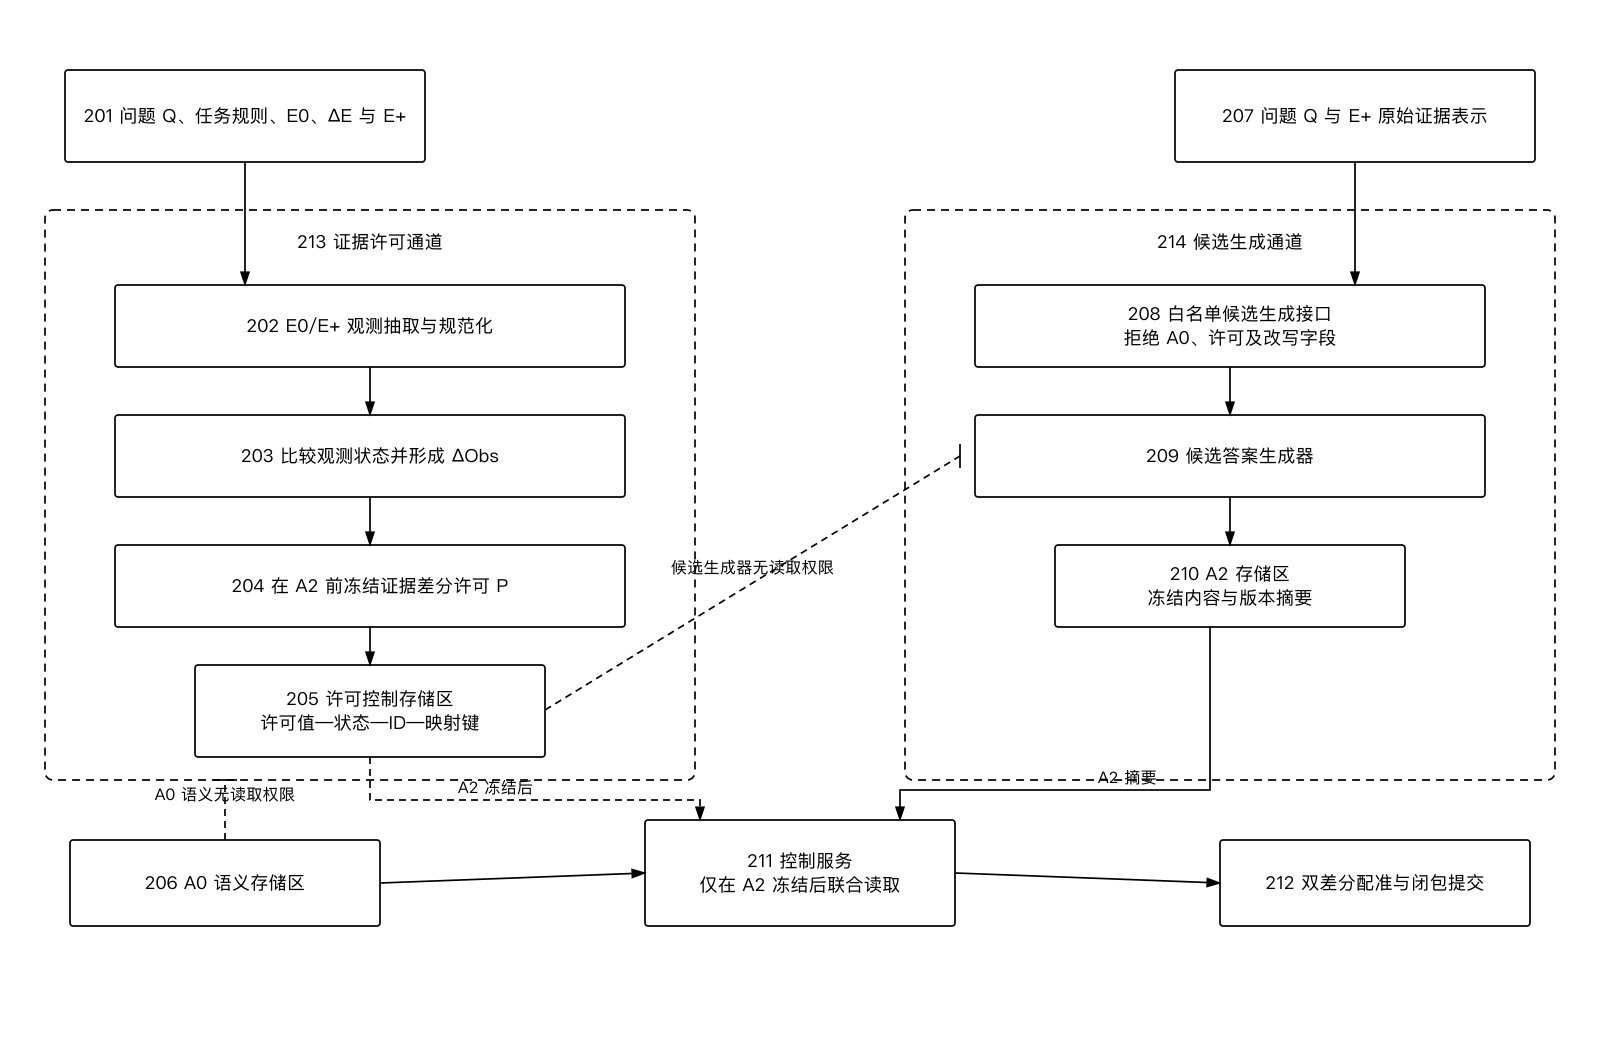 201 问题 Q、任务规则、E0、ΔE 与 E+
207 问题 Q 与 E+ 原始证据表示
213 证据许可通道
214 候选生成通道
202 E0/E+ 观测抽取与规范化
208 白名单候选生成接口
拒绝 A0、许可及改写字段
203 比较观测状态并形成 ΔObs
209 候选答案生成器
候选生成器无读取权限
204 在 A2 前冻结证据差分许可 P
210 A2 存储区
冻结内容与版本摘要
205 许可控制存储区
许可值—状态—ID—映射键
A2 摘要
A2 冻结后
A0 语义无读取权限
206 A0 语义存储区
211 控制服务
仅在 A2 冻结后联合读取
212 双差分配准与闭包提交